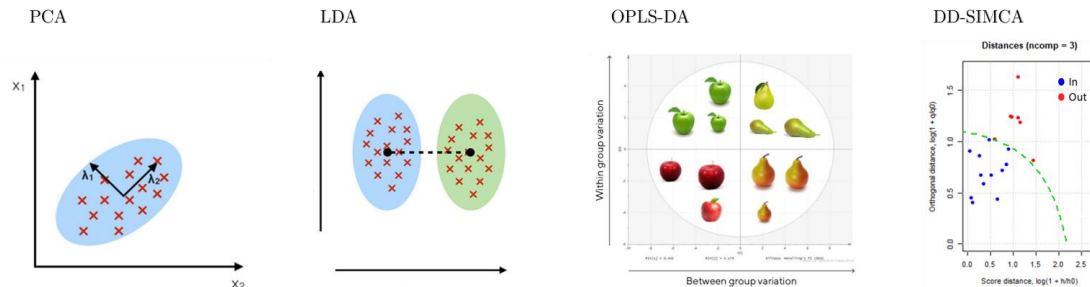 PCA
LDA
OPLS-DA
DD-SIMCA
X₁
λ₁
λ₂
X₂
Within group variation
Between group variation
Distances (ncomp = 3)
In
Out
Orthogonal distance, log(1 + q/q0)
1.5
1.0
0.5
0.0
0.0 0.5 1.0 1.5 2.0
Score distance, log(1 + h/h0)